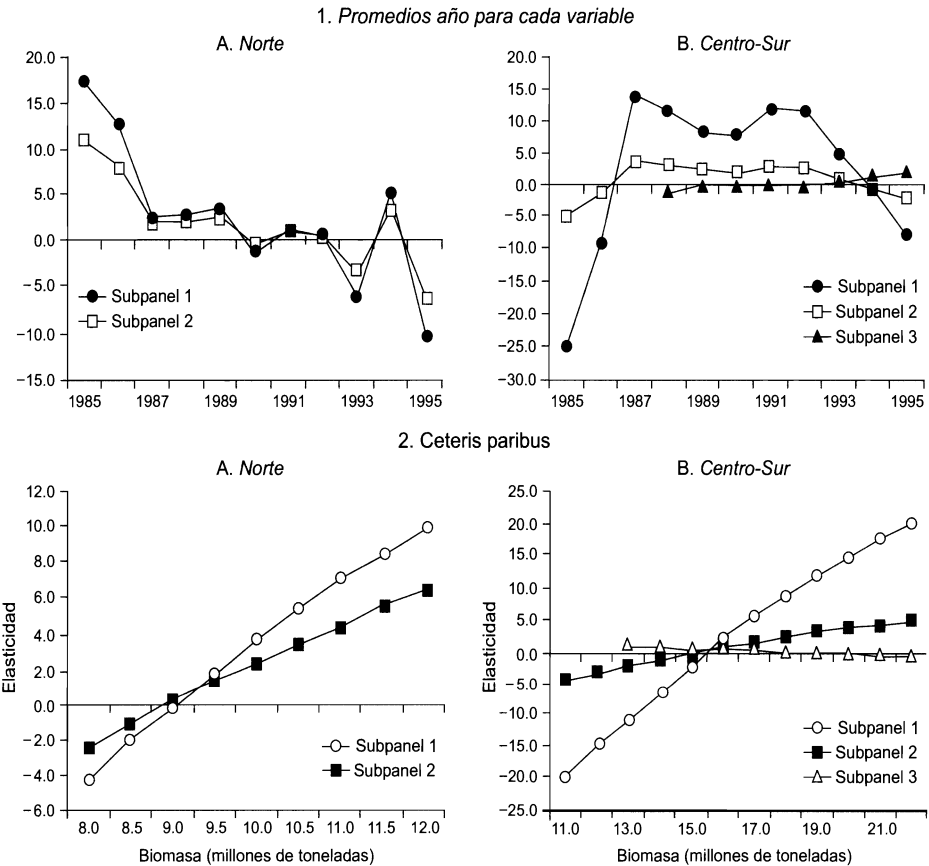 1. Promedios año para cada variable
A. Norte
20.0
15.0
10.0
5.0
0.0
−5.0
−10.0
−15.0
Subpanel 1
Subpanel 2
1985 1987 1989 1991 1993 1995
B. Centro-Sur
20.0
15.0
10.0
5.0
0.0
−5.0
−10.0
−15.0
−20.0
−25.0
−30.0
Subpanel 1
Subpanel 2
Subpanel 3
1985 1987 1989 1991 1993 1995
2. Ceteris paribus
A. Norte
Elasticidad
12.0
10.0
8.0
6.0
4.0
2.0
0.0
−2.0
−4.0
−6.0
Subpanel 1
Subpanel 2
8.0 8.5 9.0 9.5 10.0 10.5 11.0 11.5 12.0
Biomasa (millones de toneladas)
B. Centro-Sur
Elasticidad
25.0
20.0
15.0
10.0
5.0
0.0
−5.0
−10.0
−15.0
−20.0
−25.0
Subpanel 1
Subpanel 2
Subpanel 3
11.0 13.0 15.0 17.0 19.0 21.0
Biomasa (millones de toneladas)